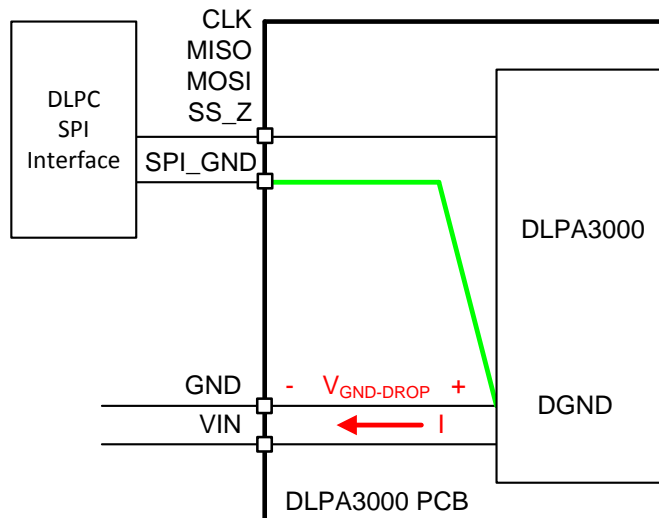 CLK
MISO
MOSI
SS_Z
DLPC
SPI
Interface
SPI_GND
DLPA3000
GND
- VGND-DROP +
DGND
VIN
I
DLPA3000 PCB